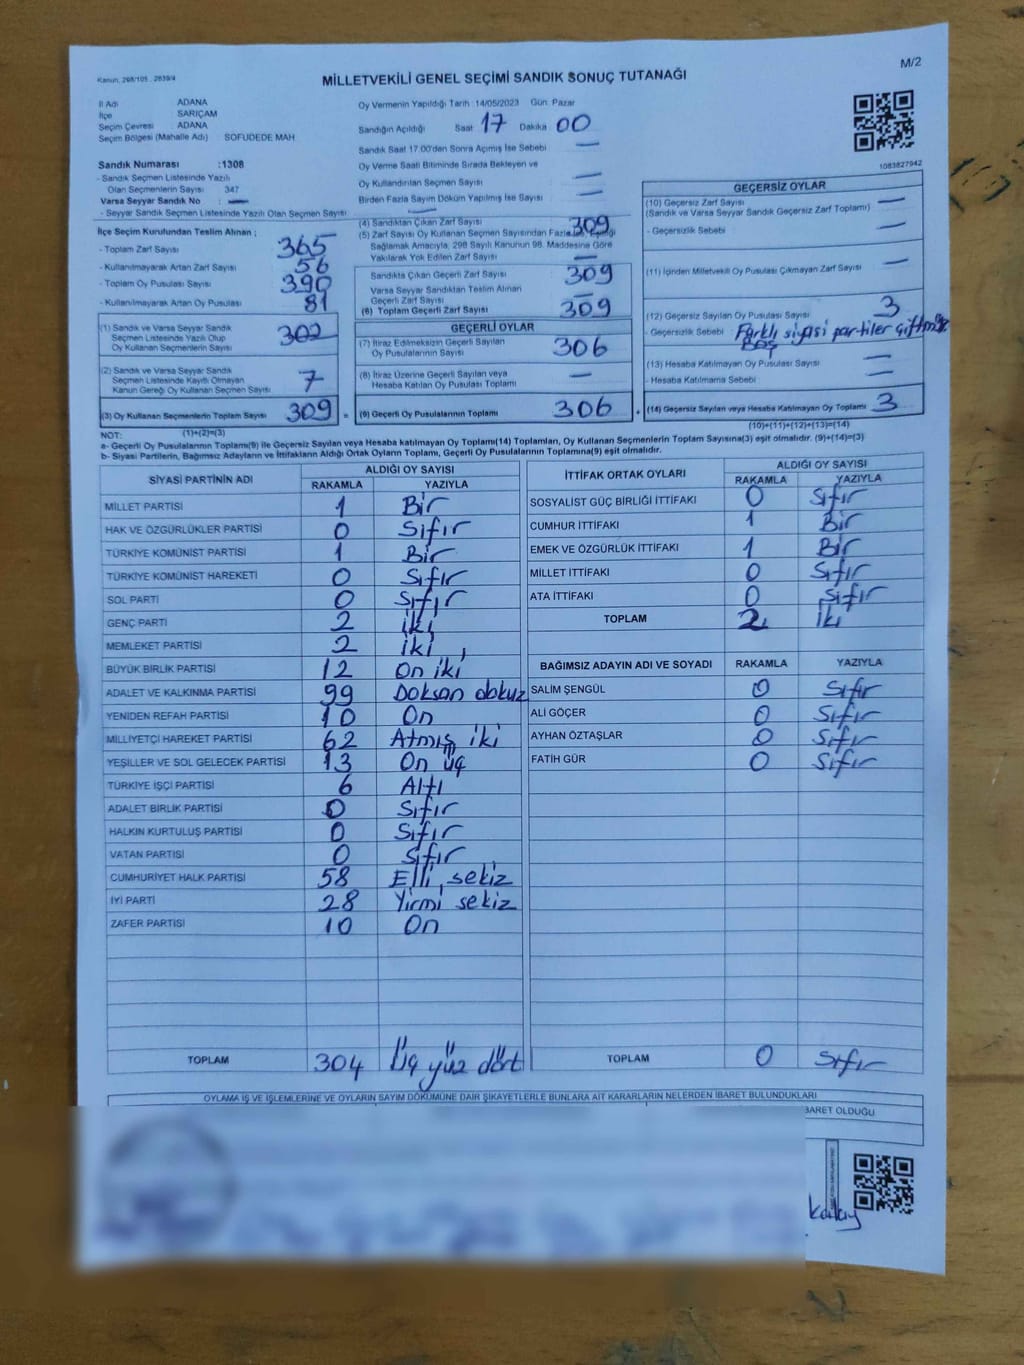 Kanun, 298/105 , 2839/4
M/2
MİLLETVEKİLİ GENEL SEÇİMİ SANDIK SONUÇ TUTANAĞI
İl Adı ADANA
İlçe SARIÇAM
Seçim Çevresi ADANA
Seçim Bölgesi (Mahalle Adı) SOFUDEDE MAH
Sandık Numarası :1308
- Sandık Seçmen Listesinde Yazılı
Olan Seçmenlerin Sayısı 347
Varsa Seyyar Sandık No —
- Seyyar Sandık Seçmen Listesinde Yazılı Olan Seçmen Sayısı —
Oy Vermenin Yapıldığı Tarih :14/05/2023 Gün: Pazar
Sandığın Açıldığı Saat 17 Dakika 00
Sandık Saat 17.00'den Sonra Açmış İse Sebebi —
Oy Verme Saati Bitiminde Sırada Bekleyen ve
Oy Kullandırılan Seçmen Sayısı —
Birden Fazla Sayım Döküm Yapılmış İse Sayısı —
1083827942
İlçe Seçim Kurulundan Teslim Alınan ;
- Toplam Zarf Sayısı 365
- Kullanılmayarak Artan Zarf Sayısı 56
- Toplam Oy Pusulası Sayısı 390
- Kullanılmayarak Artan Oy Pusulası 81
(1) Sandık ve Varsa Seyyar Sandık
Seçmen Listesinde Yazılı Olup
Oy Kullanan Seçmenlerin Sayısı 302
(2) Sandık ve Varsa Seyyar Sandık
Seçmen Listesinde Kayıtlı Olmayan
Kanun Gereği Oy Kullanan Seçmen Sayısı 7
(3) Oy Kullanan Seçmenlerin Toplam Sayısı 309 =
(4) Sandıktan Çıkan Zarf Sayısı 309
(5) Zarf Sayısı Oy Kullanan Seçmen Sayısından Fazla İse, Eşitliği
Sağlamak Amacıyla, 298 Sayılı Kanunun 98. Maddesine Göre
Yakılarak Yok Edilen Zarf Sayısı —
Sandıkta Çıkan Geçerli Zarf Sayısı 309
Varsa Seyyar Sandıktan Teslim Alınan
Geçerli Zarf Sayısı —
(6) Toplam Geçerli Zarf Sayısı 309
GEÇERLİ OYLAR
(7) İtiraz Edilmeksizin Geçerli Sayılan
Oy Pusulalarının Sayısı 306
(8) İtiraz Üzerine Geçerli Sayılan veya
Hesaba Katılan Oy Pusulası Toplamı —
(9) Geçerli Oy Pusulalarının Toplamı 306 +
GEÇERSİZ OYLAR
(10) Geçersiz Zarf Sayısı —
(Sandık ve Varsa Seyyar Sandık Geçersiz Zarf Toplamı)
- Geçersizlik Sebebi —
(11) İçinden Milletvekili Oy Pusulası Çıkmayan Zarf Sayısı —
(12) Geçersiz Sayılan Oy Pusulası Sayısı 3
- Geçersizlik Sebebi Farklı siyasi partiler
Boş
(13) Hesaba Katılmayan Oy Pusulası Sayısı —
- Hesaba Katılmama Sebebi —
(14) Geçersiz Sayılan veya Hesaba Katılmayan Oy Toplamı 3
NOT: (1)+(2)=(3)
(10)+(11)+(12)+(13)=(14)
a- Geçerli Oy Pusulalarının Toplamı(9) ile Geçersiz Sayılan veya Hesaba katılmayan Oy Toplamı(14) Toplamları, Oy Kullanan Seçmenlerin Toplam Sayısına(3) eşit olmalıdır. (9)+(14)=(3)
b- Siyasi Partilerin, Bağımsız Adayların ve İttifakların Aldığı Ortak Oyların Toplamı, Geçerli Oy Pusulalarının Toplamına(9) eşit olmalıdır.
SİYASİ PARTİNİN ADI ALDIĞI OY SAYISI
RAKAMLA YAZIYLA
MİLLET PARTİSİ 1 Bir
HAK VE ÖZGÜRLÜKLER PARTİSİ 0 Sıfır
TÜRKİYE KOMÜNİST PARTİSİ 1 Bir
TÜRKİYE KOMÜNİST HAREKETİ 0 Sıfır
SOL PARTİ 0 Sıfır
GENÇ PARTİ 2 iki
MEMLEKET PARTİSİ 2 iki
BÜYÜK BİRLİK PARTİSİ 12 On iki
ADALET VE KALKINMA PARTİSİ 99 Doksan dokuz
YENİDEN REFAH PARTİSİ 10 On
MİLLİYETÇİ HAREKET PARTİSİ 62 Atmış iki
YEŞİLLER VE SOL GELECEK PARTİSİ 13 On üç
TÜRKİYE İŞÇİ PARTİSİ 6 Altı
ADALET BİRLİK PARTİSİ 0 Sıfır
HALKIN KURTULUŞ PARTİSİ 0 Sıfır
VATAN PARTİSİ 0 Sıfır
CUMHURİYET HALK PARTİSİ 58 Elli sekiz
İYİ PARTİ 28 Yirmi sekiz
ZAFER PARTİSİ 10 On
TOPLAM 304 Üç yüz dört
İTTİFAK ORTAK OYLARI ALDIĞI OY SAYISI
RAKAMLA YAZIYLA
SOSYALİST GÜÇ BİRLİĞİ İTTİFAKI 0 Sıfır
CUMHUR İTTİFAKI 1 Bir
EMEK VE ÖZGÜRLÜK İTTİFAKI 1 Bir
MİLLET İTTİFAKI 0 Sıfır
ATA İTTİFAKI 0 Sıfır
TOPLAM 2 iki
BAĞIMSIZ ADAYIN ADI VE SOYADI RAKAMLA YAZIYLA
SALİM ŞENGÜL 0 Sıfır
ALİ GÖÇER 0 Sıfır
AYHAN ÖZTAŞLAR 0 Sıfır
FATİH GÜR 0 Sıfır
TOPLAM 0 Sıfır
OYLAMA İŞ VE İŞLEMLERİNE VE OYLARIN SAYIM DÖKÜMÜNE DAİR ŞİKAYETLERLE BUNLARA AİT KARARLARIN NELERDEN İBARET BULUNDUKLARI
BARET OLDUĞU